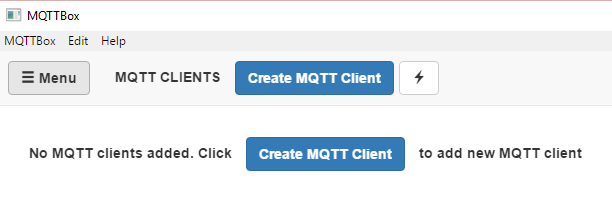 MQTTBox
MQTTBox Edit Help
Menu MQTT CLIENTS Create MQTT Client
No MQTT clients added. Click Create MQTT Client to add new MQTT client